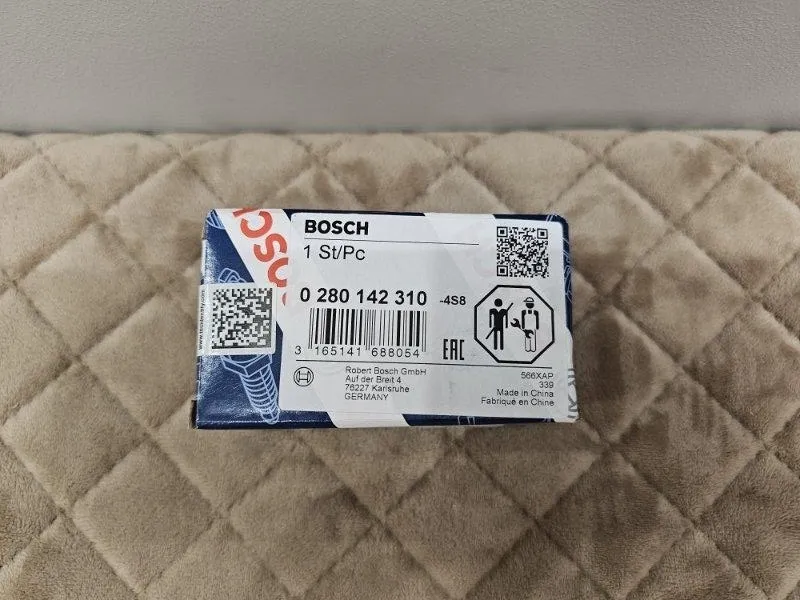 BOSCH
BOSCH
1 St/Pc
0 280 142 310 -4S8
3 165141 688054
EAC
Robert Bosch GmbH
Auf der Breit 4
76227 Karlsruhe
GERMANY
566XAP
339
Made in China
Fabriqué en Chine